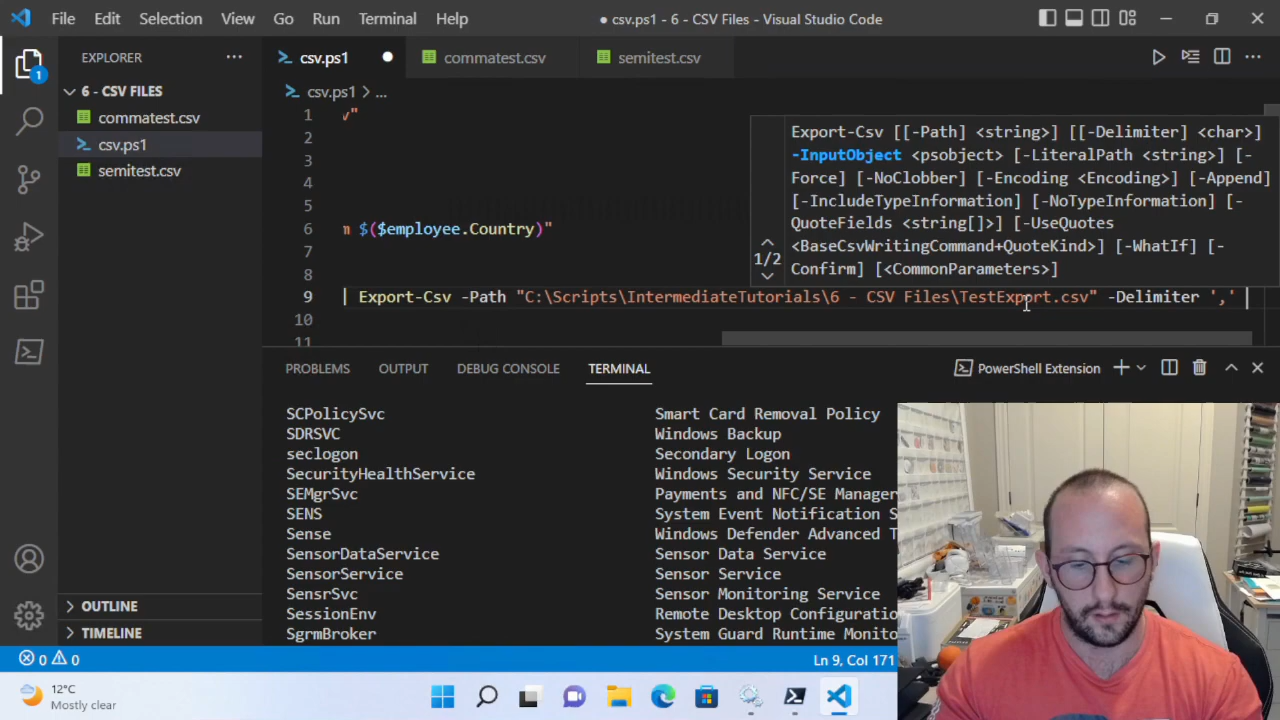 File Edit Selection View Go Run Terminal Help
● csv.ps1 - 6 - CSV Files - Visual Studio Code
EXPLORER
csv.ps1
commatest.csv
semitest.csv
6 - CSV FILES
commatest.csv
csv.ps1
semitest.csv
OUTLINE
TIMELINE
1
csv.ps1 > ...
1 v"
2
3
4
5
6 n $($employee.Country)"
7
8
9 | Export-Csv -Path "C:\Scripts\IntermediateTutorials\6 - CSV Files\TestExport.csv" -Delimiter ','
10
11
Export-Csv [[-Path] <string>] [[-Delimiter] <char>]
-InputObject <psobject> [-LiteralPath <string>] [-
Force] [-NoClobber] [-Encoding <Encoding>] [-Append]
[-IncludeTypeInformation] [-NoTypeInformation] [-
QuoteFields <string[]>] [-UseQuotes
<BaseCsvWritingCommand+QuoteKind>] [-WhatIf] [-
Confirm] [<CommonParameters>]
1/2
PROBLEMS OUTPUT DEBUG CONSOLE TERMINAL
PowerShell Extension
SCPolicySvc Smart Card Removal Policy
SDRSVC Windows Backup
seclogon Secondary Logon
SecurityHealthService Windows Security Service
SEMgrSvc Payments and NFC/SE Manager
SENS System Event Notification S
Sense Windows Defender Advanced T
SensorDataService Sensor Data Service
SensorService Sensor Service
SensrSvc Sensor Monitoring Service
SessionEnv Remote Desktop Configuratio
SgrmBroker System Guard Runtime Monito
0 0
Ln 9, Col 171
12°C
Mostly clear